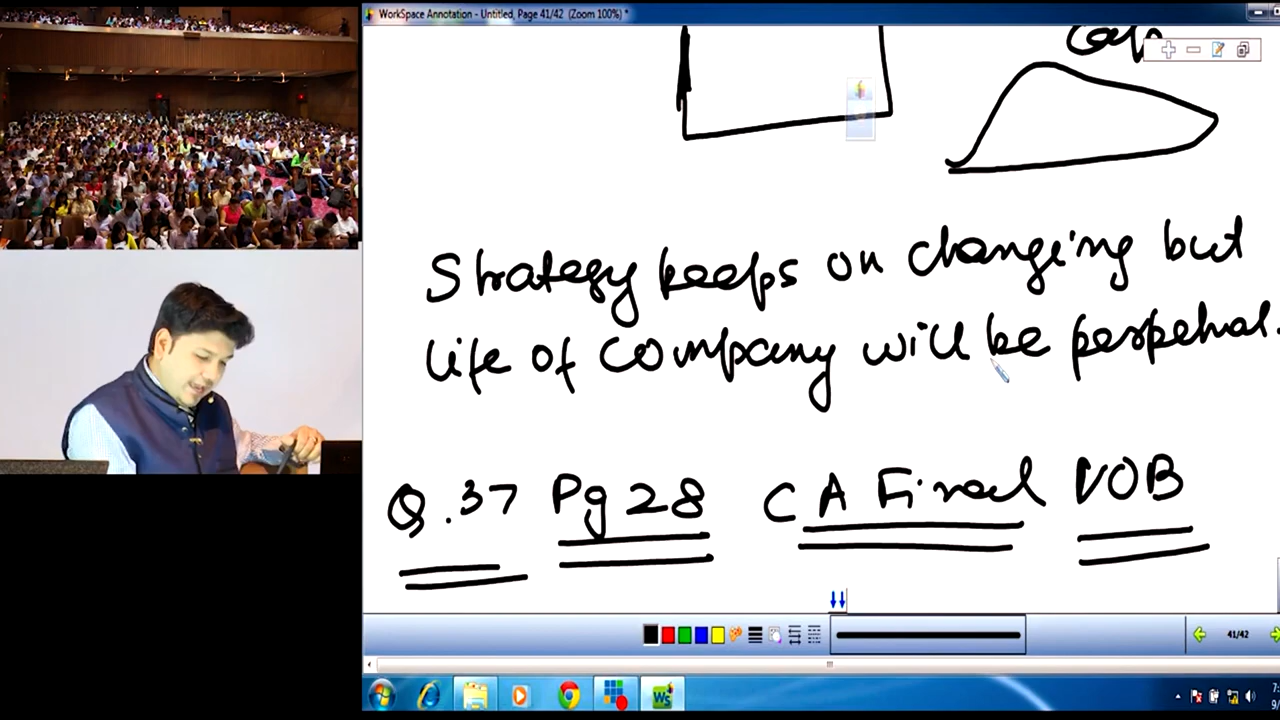 WorkSpace Annotation - Untitled, Page 41/42 (Zoom 100%) *
Strategy keeps on changing but
life of company will be perpetual.
Q.37 Pg 28 CA Final VOB
41/42